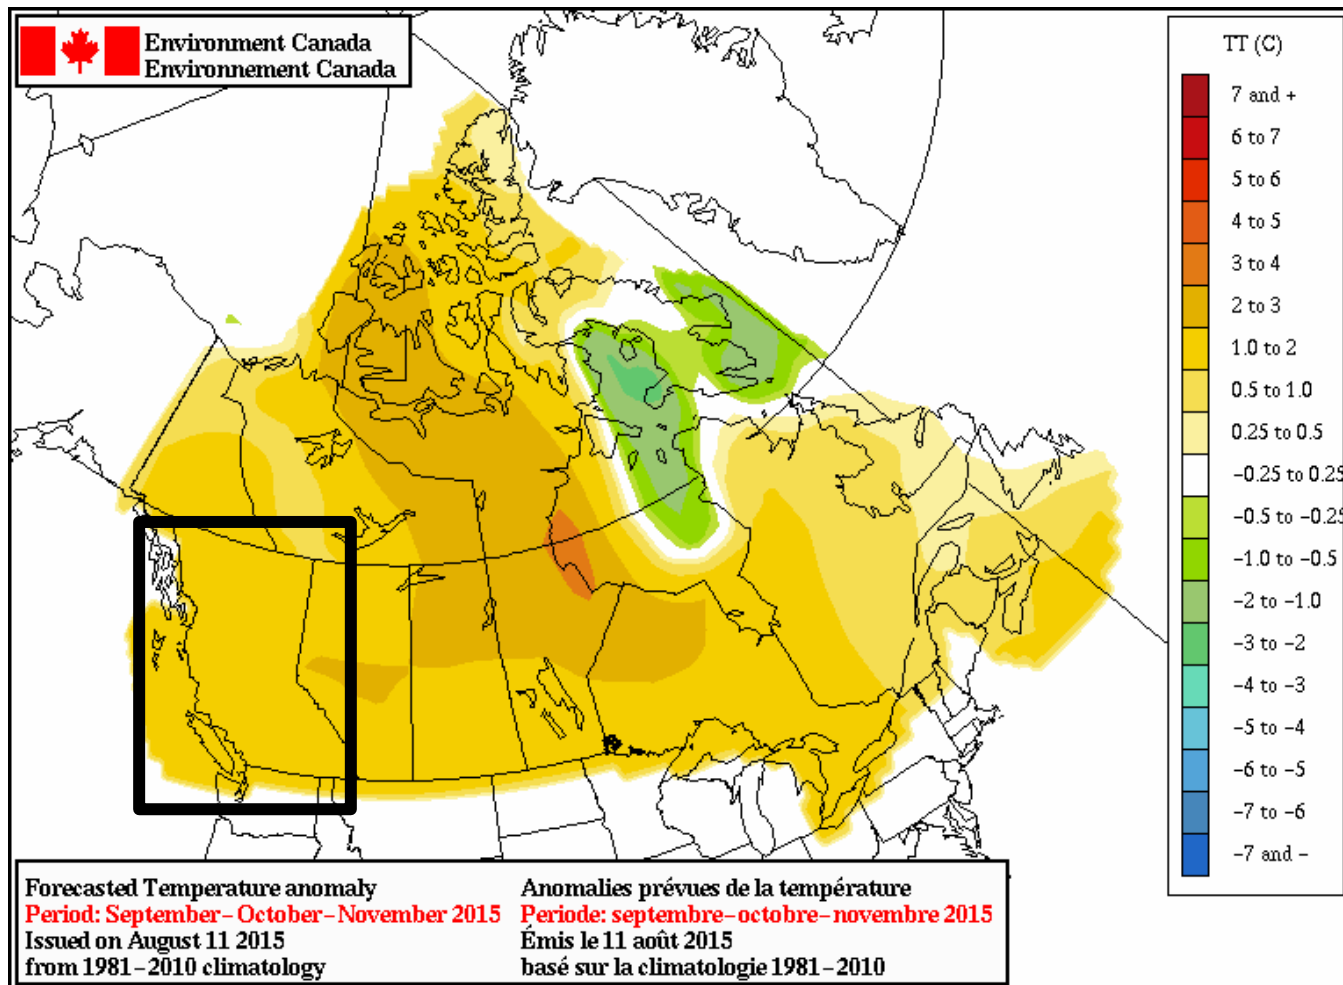 Environment Canada
Environnement Canada
TT (C)
7 and +
6 to 7
5 to 6
4 to 5
3 to 4
2 to 3
1.0 to 2
0.5 to 1.0
0.25 to 0.5
-0.25 to 0.25
-0.5 to -0.25
-1.0 to -0.5
-2 to -1.0
-3 to -2
-4 to -3
-5 to -4
-6 to -5
-7 to -6
-7 and -
Forecasted Temperature anomaly
Period: September-October-November 2015
Issued on August 11 2015
from 1981-2010 climatology
Anomalies prévues de la température
Periode: septembre-octobre-novembre 2015
Émis le 11 août 2015
basé sur la climatologie 1981-2010